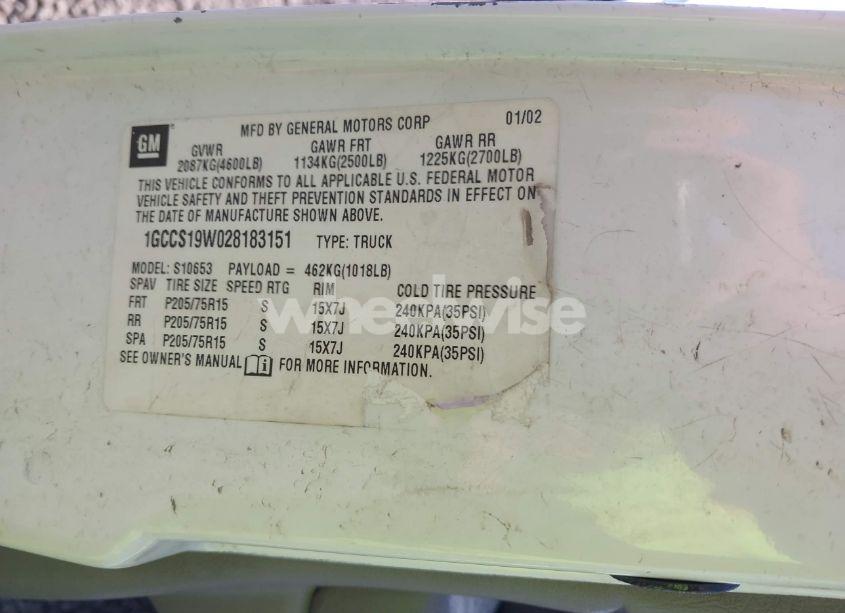 GM
MFD BY GENERAL MOTORS CORP 01/02
GVWR GAWR FRT GAWR RR
2087KG(4600LB) 1134KG(2500LB) 1225KG(2700LB)
THIS VEHICLE CONFORMS TO ALL APPLICABLE U.S. FEDERAL MOTOR
VEHICLE SAFETY AND THEFT PREVENTION STANDARDS IN EFFECT ON
THE DATE OF MANUFACTURE SHOWN ABOVE.
1GCCS19W028183151 TYPE: TRUCK
MODEL: S10653 PAYLOAD = 462KG(1018LB)
SPAV TIRE SIZE SPEED RTG RIM COLD TIRE PRESSURE
FRT P205/75R15 S 15X7J 240KPA(35PSI)
RR P205/75R15 S 15X7J 240KPA(35PSI)
SPA P205/75R15 S 15X7J 240KPA(35PSI)
SEE OWNER'S MANUAL FOR MORE INFORMATION.
wheelwise